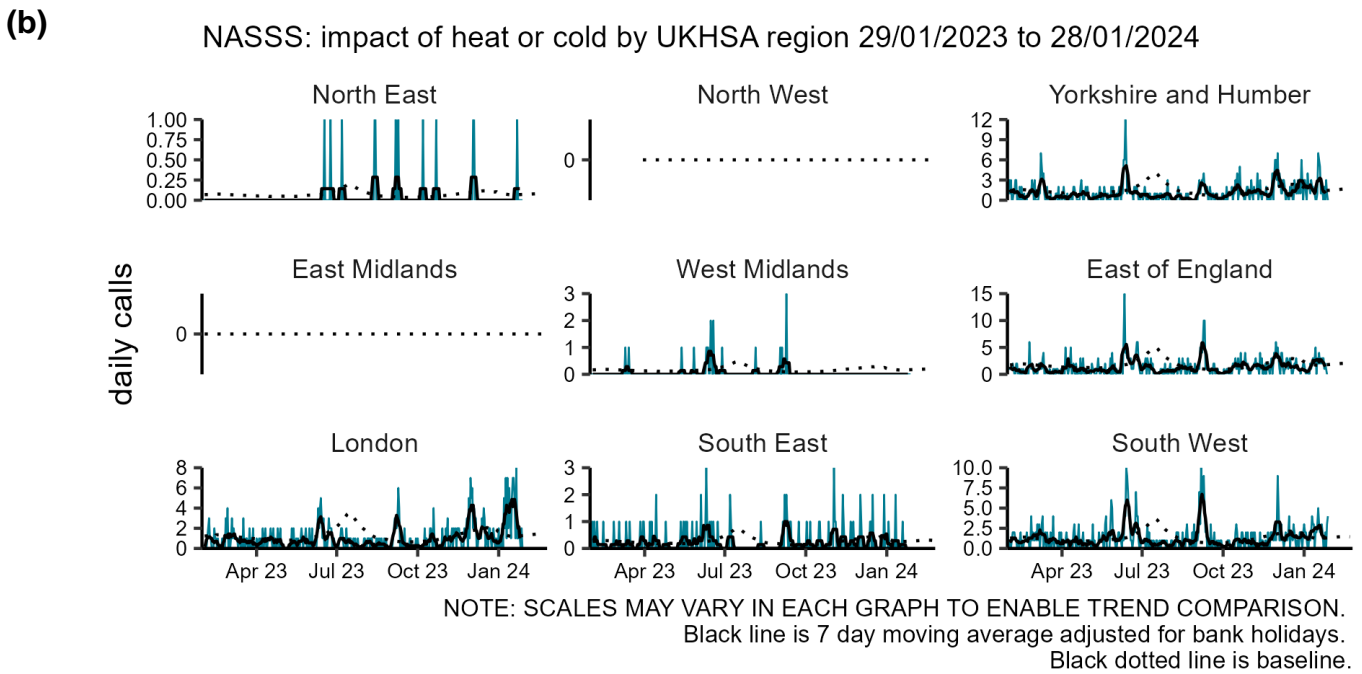 (b)
NASSS: impact of heat or cold by UKHSA region 29/01/2023 to 28/01/2024
North East
1.00
0.75
0.50
0.25
0.00
North West
0
Yorkshire and Humber
12
9
6
3
0
daily calls
East Midlands
0
West Midlands
3
2
1
0
East of England
15
10
5
0
London
8
6
4
2
0
Apr 23 Jul 23 Oct 23 Jan 24
South East
3
2
1
0
Apr 23 Jul 23 Oct 23 Jan 24
South West
10.0
7.5
5.0
2.5
0.0
Apr 23 Jul 23 Oct 23 Jan 24
NOTE: SCALES MAY VARY IN EACH GRAPH TO ENABLE TREND COMPARISON.
Black line is 7 day moving average adjusted for bank holidays.
Black dotted line is baseline.